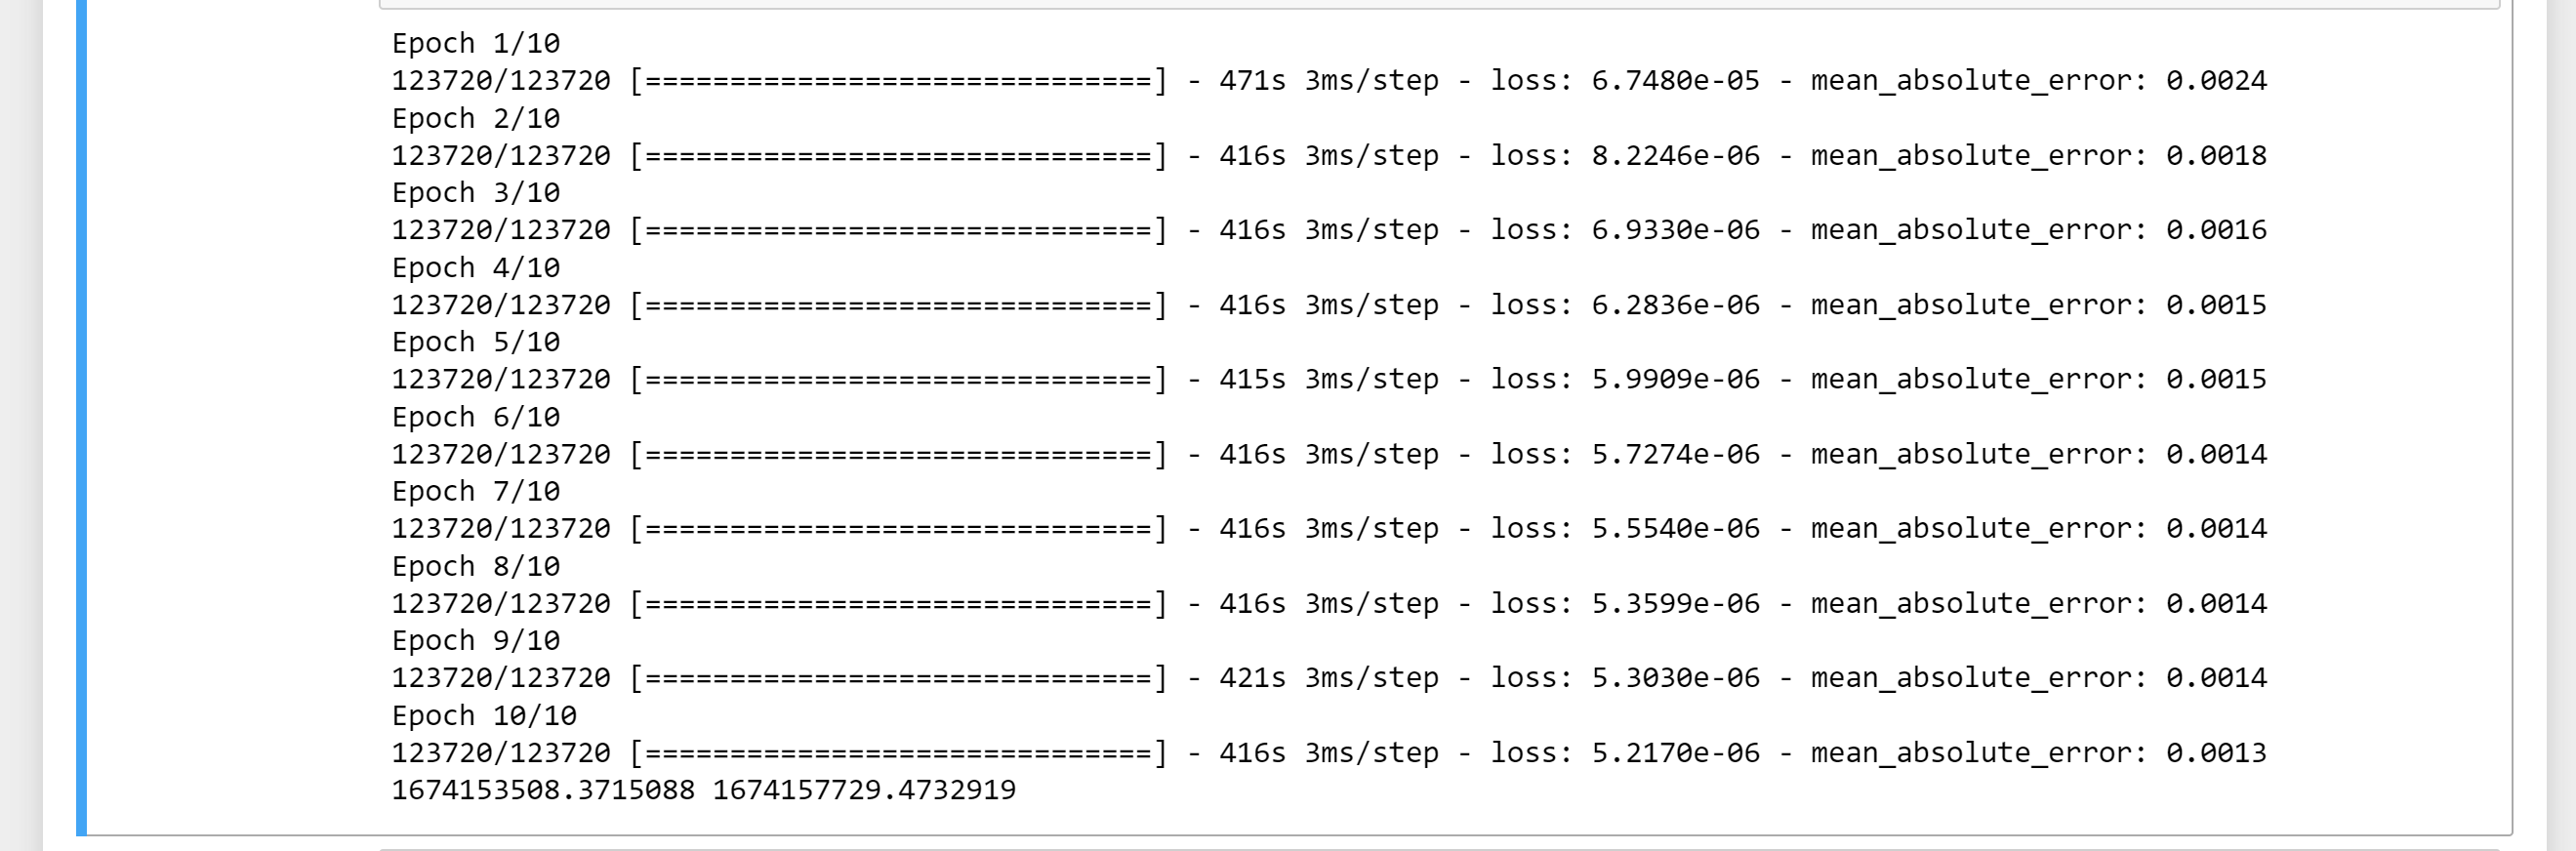 Epoch 1/10
123720/123720 [==============================] - 471s 3ms/step - loss: 6.7480e-05 - mean_absolute_error: 0.0024
Epoch 2/10
123720/123720 [==============================] - 416s 3ms/step - loss: 8.2246e-06 - mean_absolute_error: 0.0018
Epoch 3/10
123720/123720 [==============================] - 416s 3ms/step - loss: 6.9330e-06 - mean_absolute_error: 0.0016
Epoch 4/10
123720/123720 [==============================] - 416s 3ms/step - loss: 6.2836e-06 - mean_absolute_error: 0.0015
Epoch 5/10
123720/123720 [==============================] - 415s 3ms/step - loss: 5.9909e-06 - mean_absolute_error: 0.0015
Epoch 6/10
123720/123720 [==============================] - 416s 3ms/step - loss: 5.7274e-06 - mean_absolute_error: 0.0014
Epoch 7/10
123720/123720 [==============================] - 416s 3ms/step - loss: 5.5540e-06 - mean_absolute_error: 0.0014
Epoch 8/10
123720/123720 [==============================] - 416s 3ms/step - loss: 5.3599e-06 - mean_absolute_error: 0.0014
Epoch 9/10
123720/123720 [==============================] - 421s 3ms/step - loss: 5.3030e-06 - mean_absolute_error: 0.0014
Epoch 10/10
123720/123720 [==============================] - 416s 3ms/step - loss: 5.2170e-06 - mean_absolute_error: 0.0013
1674153508.3715088 1674157729.4732919